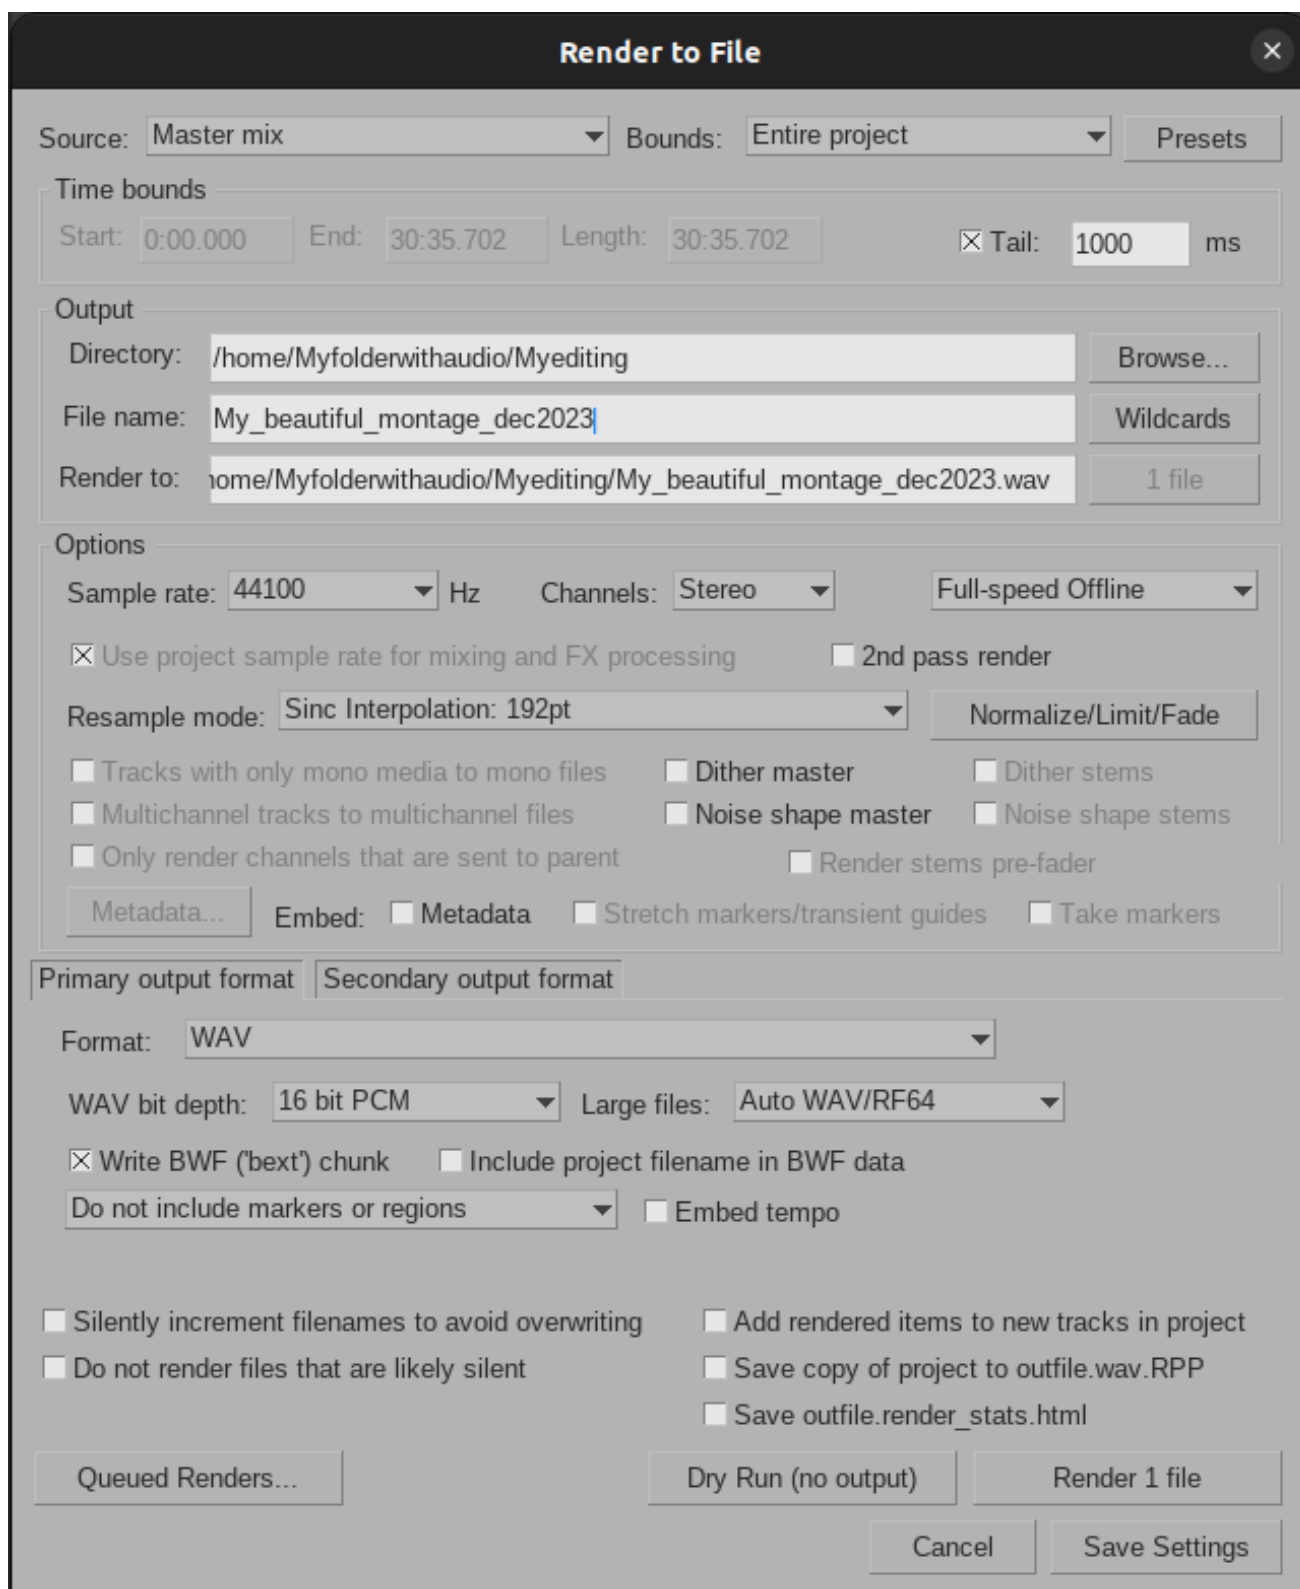 Render to File
Source: Master mix Bounds: Entire project Presets
Time bounds
Start: 0:00.000 End: 30:35.702 Length: 30:35.702 Tail: 1000 ms
Output
Directory: /home/Myfolderwithaudio/Myediting Browse...
File name: My_beautiful_montage_dec2023 Wildcards
Render to: home/Myfolderwithaudio/Myediting/My_beautiful_montage_dec2023.wav 1 file
Options
Sample rate: 44100 Hz Channels: Stereo Full-speed Offline
Use project sample rate for mixing and FX processing 2nd pass render
Resample mode: Sinc Interpolation: 192pt Normalize/Limit/Fade
Tracks with only mono media to mono files Dither master Dither stems
Multichannel tracks to multichannel files Noise shape master Noise shape stems
Only render channels that are sent to parent Render stems pre-fader
Metadata... Embed: Metadata Stretch markers/transient guides Take markers
Primary output format Secondary output format
Format: WAV
WAV bit depth: 16 bit PCM Large files: Auto WAV/RF64
Write BWF ('bext') chunk Include project filename in BWF data
Do not include markers or regions Embed tempo
Silently increment filenames to avoid overwriting Add rendered items to new tracks in project
Do not render files that are likely silent Save copy of project to outfile.wav.RPP
Save outfile.render_stats.html
Queued Renders... Dry Run (no output) Render 1 file
Cancel Save Settings